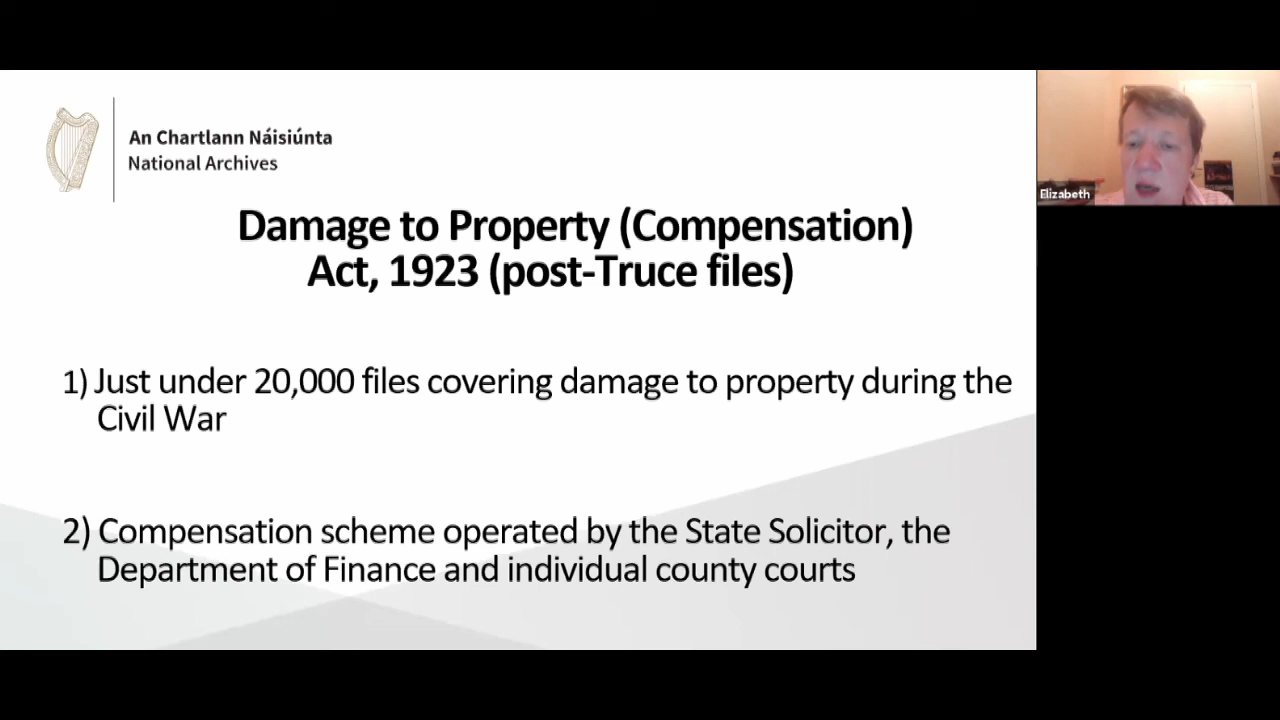 An Chartlann Náisiúnta
National Archives
Damage to Property (Compensation)
Act, 1923 (post-Truce files)
1) Just under 20,000 files covering damage to property during the
Civil War
2) Compensation scheme operated by the State Solicitor, the
Department of Finance and individual county courts
Elizabeth